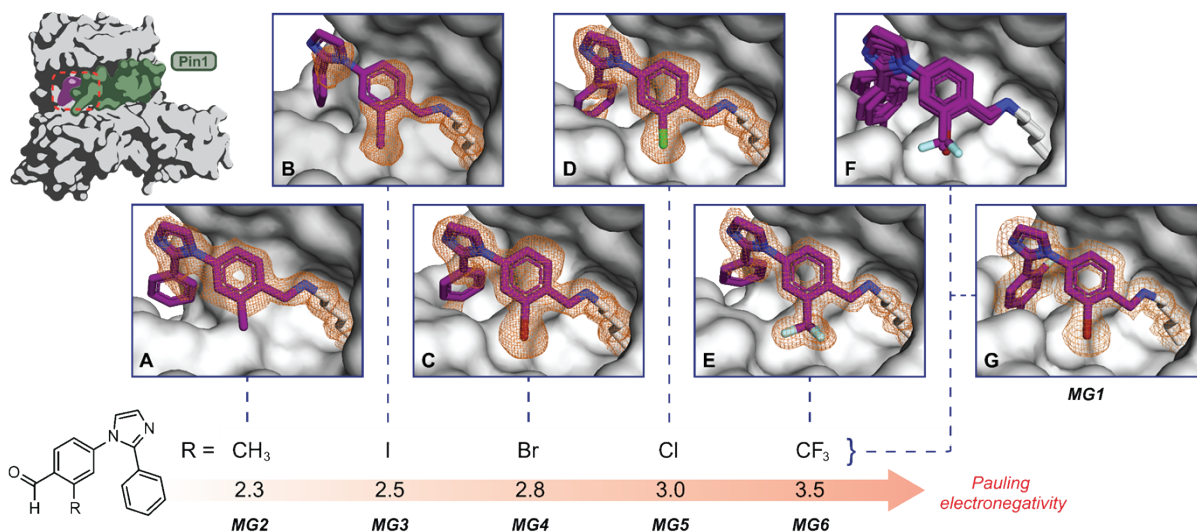 Pin1
B
D
F
A
C
E
G
MG1
R = CH3 I Br Cl CF3 }
2.3 2.5 2.8 3.0 3.5
Pauling
electronegativity
MG2 MG3 MG4 MG5 MG6
N
N
O
H
R